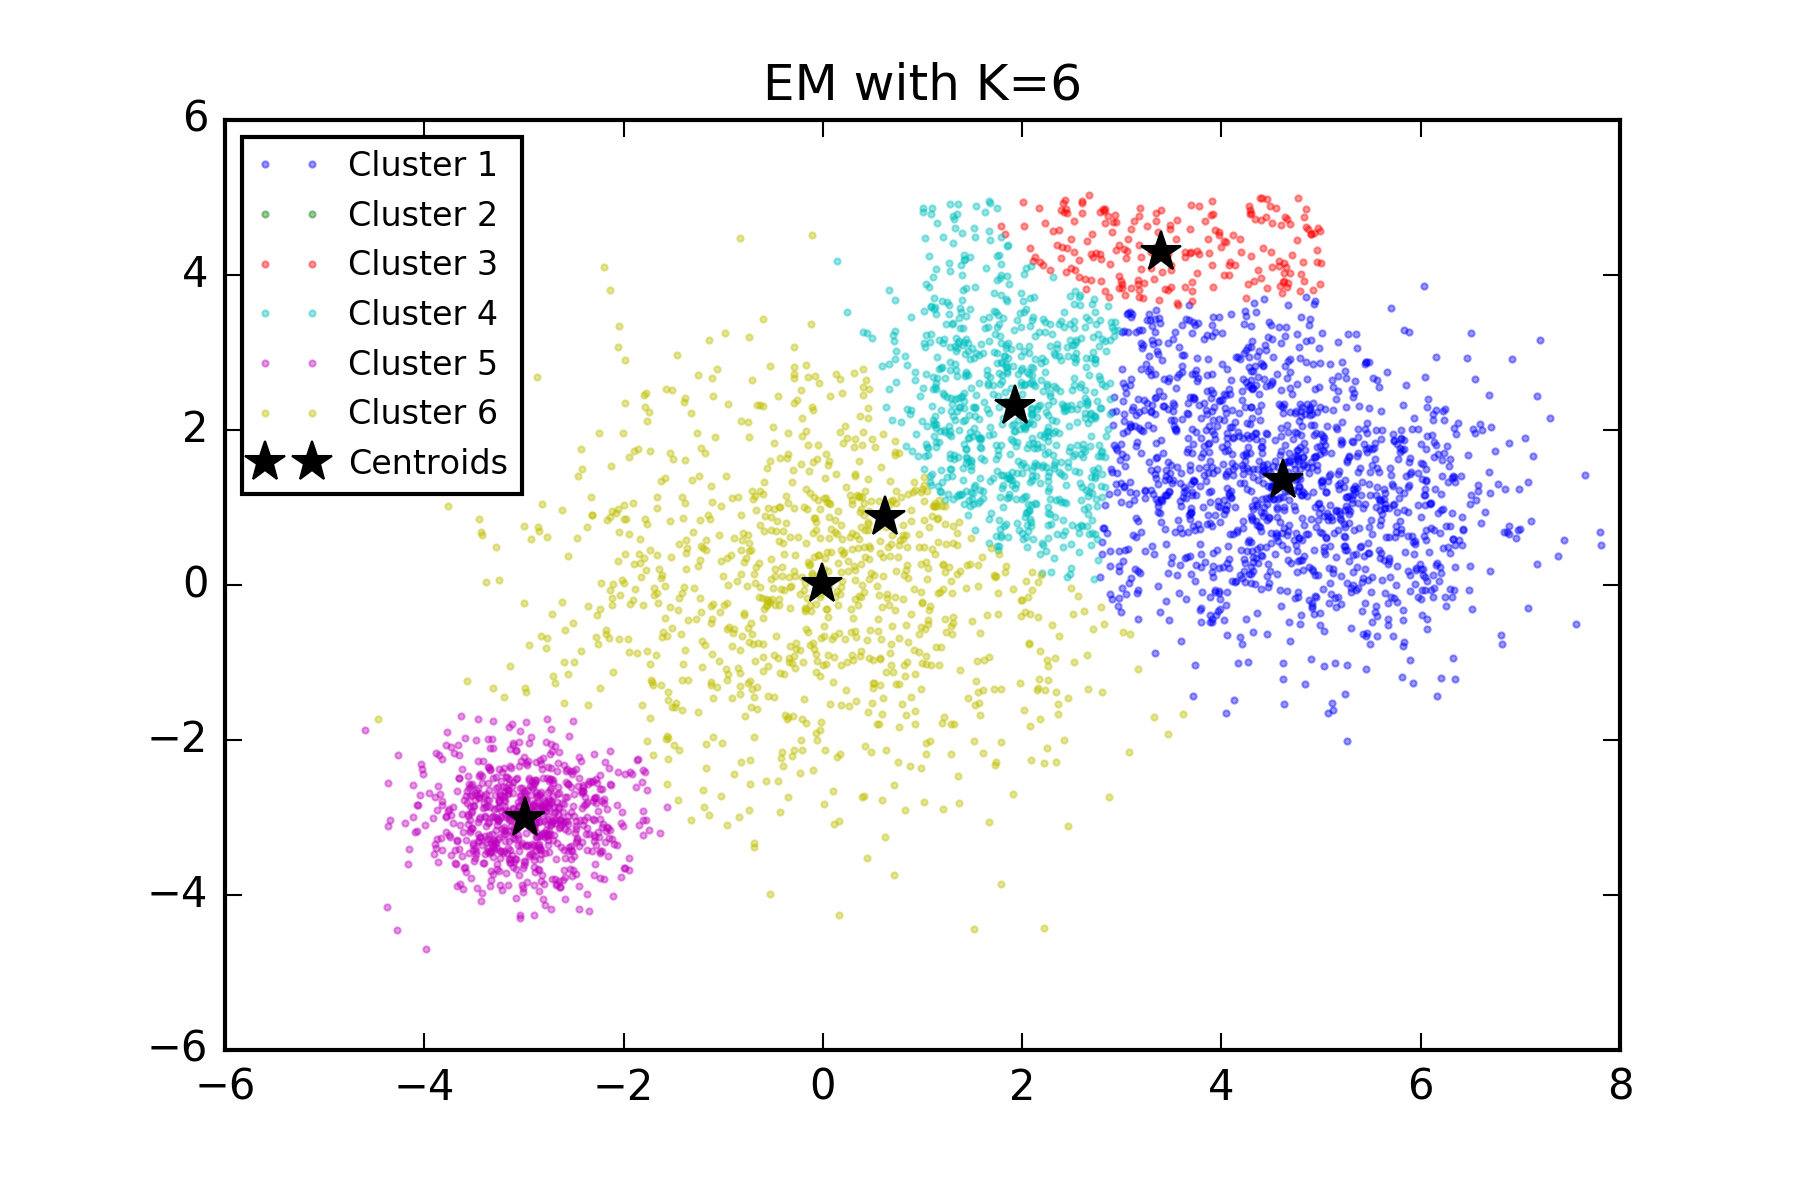 EM with K=6
6
4
2
0
−2
−4
−6
Cluster 1
Cluster 2
Cluster 3
Cluster 4
Cluster 5
Cluster 6
Centroids
−6 −4 −2 0 2 4 6 8